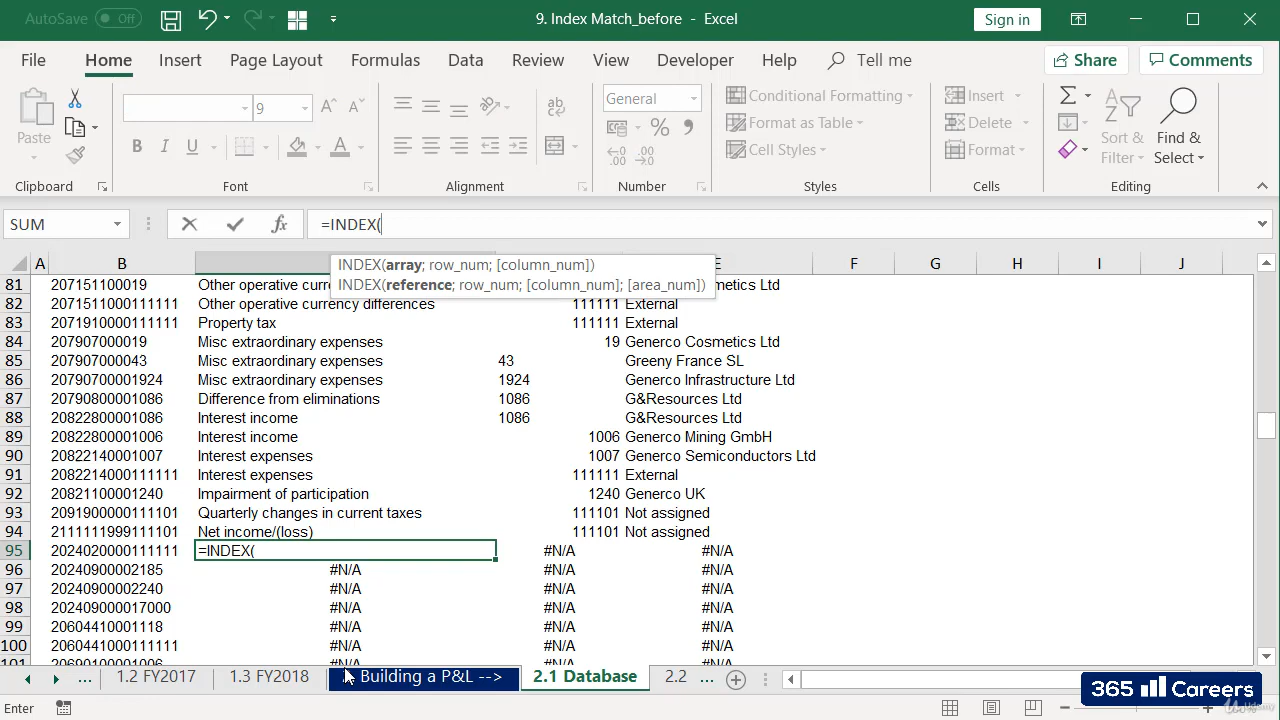 AutoSave Off 9. Index Match_before - Excel Sign in
File Home Insert Page Layout Formulas Data Review View Developer Help Tell me Share Comments
Paste 9 A A ab General Conditional Formatting Insert Σ A Z
B I U A % 9 Format as Table Delete Sort & Find &
.00 .0 Cell Styles Format Filter Select
Clipboard Font Alignment Number Styles Cells Editing
SUM fx =INDEX(
A B E F G H I J
INDEX(array; row_num; [column_num])
INDEX(reference; row_num; [column_num]; [area_num])
81 207151100019 Other operative curre metics Ltd
82 2071511000111111 Other operative currency differences 111111 External
83 2071910000111111 Property tax 111111 External
84 207907000019 Misc extraordinary expenses 19 Generco Cosmetics Ltd
85 207907000043 Misc extraordinary expenses 43 Greeny France SL
86 20790700001924 Misc extraordinary expenses 1924 Generco Infrastructure Ltd
87 20790800001086 Difference from eliminations 1086 G&Resources Ltd
88 20822800001086 Interest income 1086 G&Resources Ltd
89 20822800001006 Interest income 1006 Generco Mining GmbH
90 20822140001007 Interest expenses 1007 Generco Semiconductors Ltd
91 2082214000111111 Interest expenses 111111 External
92 20821100001240 Impairment of participation 1240 Generco UK
93 2091900000111101 Quarterly changes in current taxes 111101 Not assigned
94 2111111999111101 Net income/(loss) 111101 Not assigned
95 2024020000111111 =INDEX( #N/A #N/A
96 20240900002185 #N/A #N/A #N/A
97 20240900002240 #N/A #N/A #N/A
98 202409000017000 #N/A #N/A #N/A
99 20604410001118 #N/A #N/A #N/A
100 2060441000111111 #N/A #N/A #N/A
101 20690100001006 #N/A #N/A #N/A
... 1.2 FY2017 1.3 FY2018 Building a P&L --> 2.1 Database 2.2 ...
365 Careers
Enter
Udemy